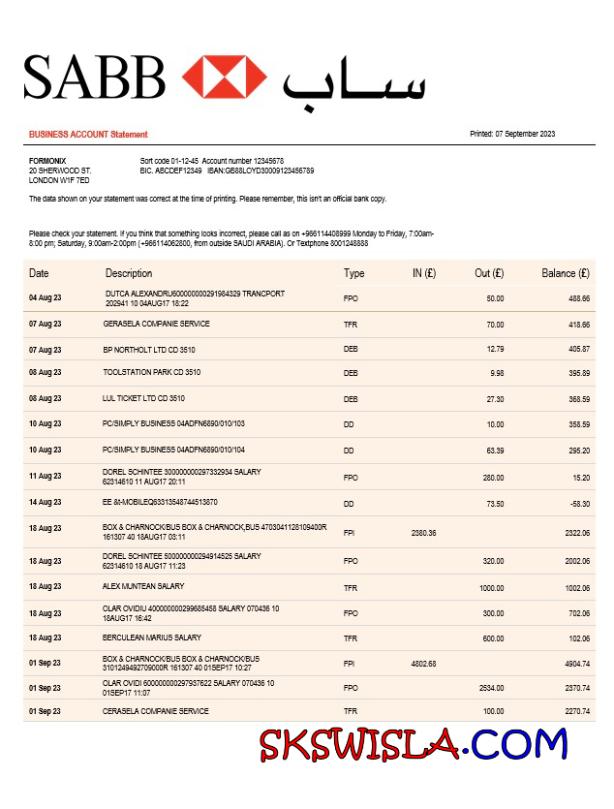 SABB ساب
BUSINESS ACCOUNT Statement Printed: 07 September 2023
FORMONIX Sort code 01-12-45 Account number 12345678
20 SHERWOOD ST. BIC. ABCDEF12349 ISAN:GB88LOYD30009123456789
LONDON W1F 7ED
The data shown on your statement was correct at the time of printing. Please remember, this isn't an official bank copy.
Please check your statement. If you think that something looks incorrect, please call as on +966114408999 Monday to Friday, 7:00am-
8:00 pm; Saturday, 9:00am-2:00pm (+966114062800, from outside SAUDI ARABIA). Or Textphone 8001248888
Date Description Type IN (£) Out (£) Balance (£)
04 Aug 23 DUTCA ALEXANDRU600000000291984329 TRANCPORT FPO 50.00 488.66
202941 10 04AUG17 18:22
07 Aug 23 GERASELA COMPANIE SERVICE TFR 70.00 418.66
07 Aug 23 BP NORTHOLT LTD CD 3510 DEB 12.79 405.87
08 Aug 23 TOOLSTATION PARK CD 3510 DEB 9.98 395.89
08 Aug 23 LUL TICKET LTD CD 3510 DEB 27.30 368.59
10 Aug 23 PC/SIMPLY BUSINESS 04ADFN6890/010/103 DD 10.00 358.59
10 Aug 23 PC/SIMPLY BUSINESS 04ADFN6890/010/104 DD 63.39 295.20
11 Aug 23 DOREL SCHINTEE 300000000297332934 SALARY FPO 280.00 15.20
62314610 11 AUG17 20:11
14 Aug 23 EE &t-MOBILEQ63313548744513870 DD 73.50 -58.30
18 Aug 23 BOX & CHARNOCK/BUS BOX & CHARNOCK,BUS 4703041128109400R FPI 2380.36 2322.06
161307 40 18AUG17 03:11
18 Aug 23 DOREL SCHINTEE 500000000294914525 SALARY FPO 320.00 2002.06
62314610 18 AUG17 11:23
18 Aug 23 ALEX MUNTEAN SALARY TFR 1000.00 1002.06
18 Aug 23 OLAR OVIDIU 400000000299685458 SALARY 070436 10 FPO 300.00 702.06
18AUG17 16:42
18 Aug 23 BERCULEAN MARIUS SALARY TFR 600.00 102.06
01 Sep 23 BOX & CHARNOCK/BUS BOX & CHARNOCK/BUS FPI 4802.68 4904.74
3101249492709000R 161307 40 01SEP17 10:27
01 Sep 23 OLAR OVIDI 600000000297937622 SALARY 070436 10 FPO 2534.00 2370.74
01SEP17 11:07
01 Sep 23 CERASELA COMPANIE SERVICE TFR 100.00 2270.74
SKSWISLA.COM